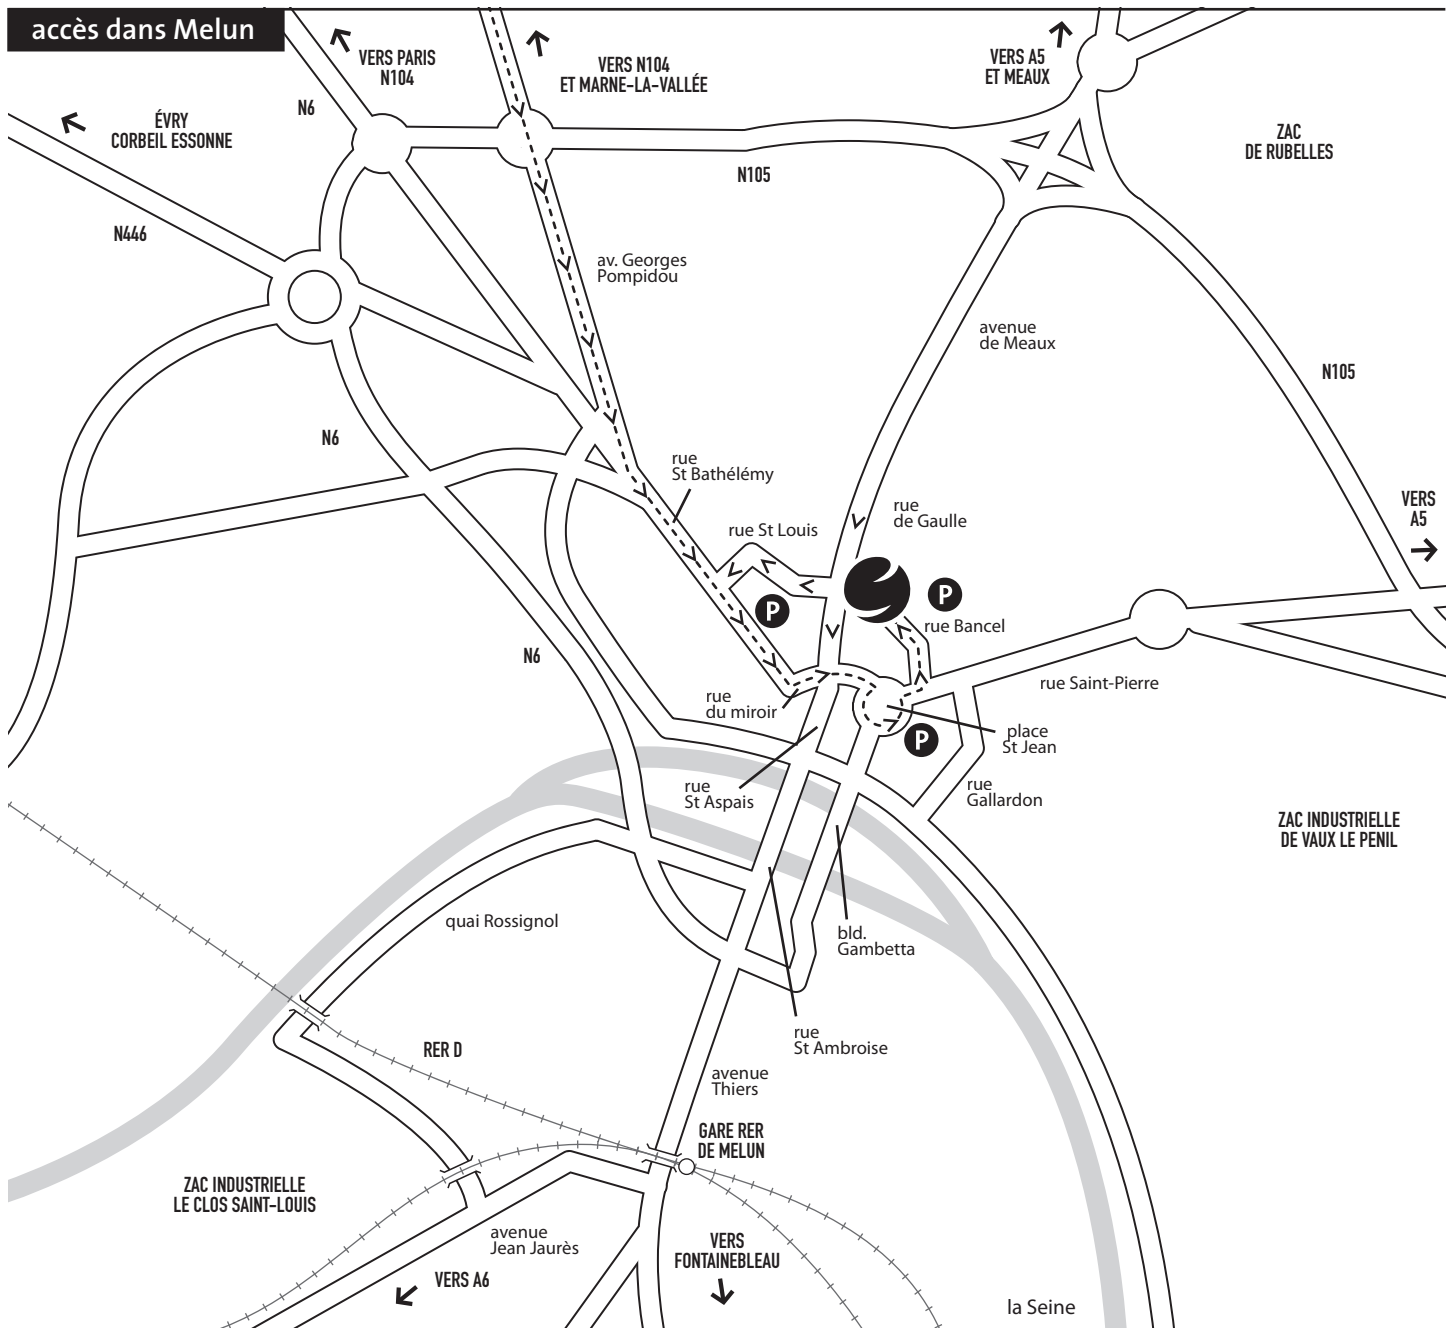 accès dans Melun
VERS PARIS
N104
VERS N104
ET MARNE-LA-VALLÉE
VERS A5
ET MEAUX
N6
ÉVRY
CORBEIL ESSONNE
ZAC
DE RUBELLES
N105
N446
av. Georges
Pompidou
avenue
de Meaux
N105
N6
rue
St Bathélémy
VERS
A5
rue
de Gaulle
rue St Louis
P
P
rue Bancel
N6
rue Saint-Pierre
rue
du miroir
place
St Jean
P
rue
St Aspais
rue
Gallardon
ZAC INDUSTRIELLE
DE VAUX LE PENIL
quai Rossignol
bld.
Gambetta
rue
St Ambroise
RER D
avenue
Thiers
GARE RER
DE MELUN
ZAC INDUSTRIELLE
LE CLOS SAINT-LOUIS
avenue
Jean Jaurès
VERS
FONTAINEBLEAU
VERS A6
la Seine